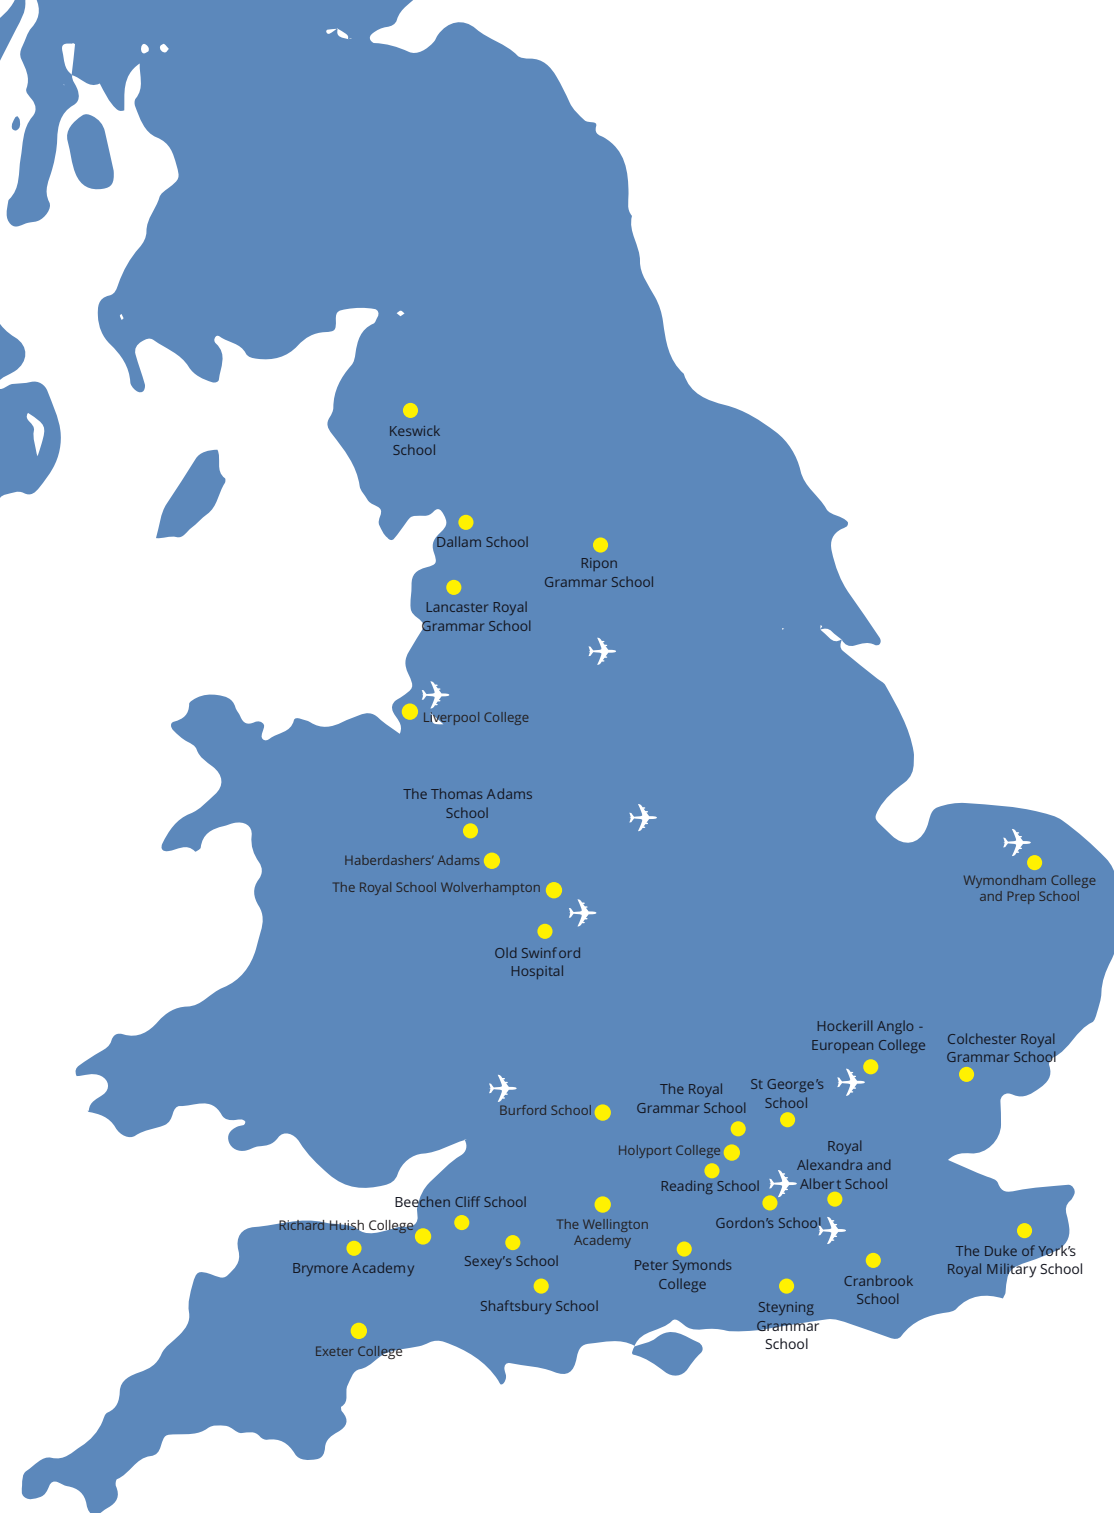 Keswick
School
Dallam School
Ripon
Grammar School
Lancaster Royal
Grammar School
Liverpool College
The Thomas Adams
School
Haberdashers’ Adams
The Royal School Wolverhampton
Wymondham College
and Prep School
Old Swinford
Hospital
Hockerill Anglo -
European College
Colchester Royal
Grammar School
St George’s
School
The Royal
Grammar School
Burford School
Holyport College
Royal
Alexandra and
Albert School
Reading School
Beechen Cliff School
Richard Huish College
The Wellington
Academy
Gordon’s School
Brymore Academy
Sexey’s School
Peter Symonds
College
The Duke of York’s
Royal Military School
Cranbrook
School
Shaftsbury School
Steyning
Grammar
School
Exeter College